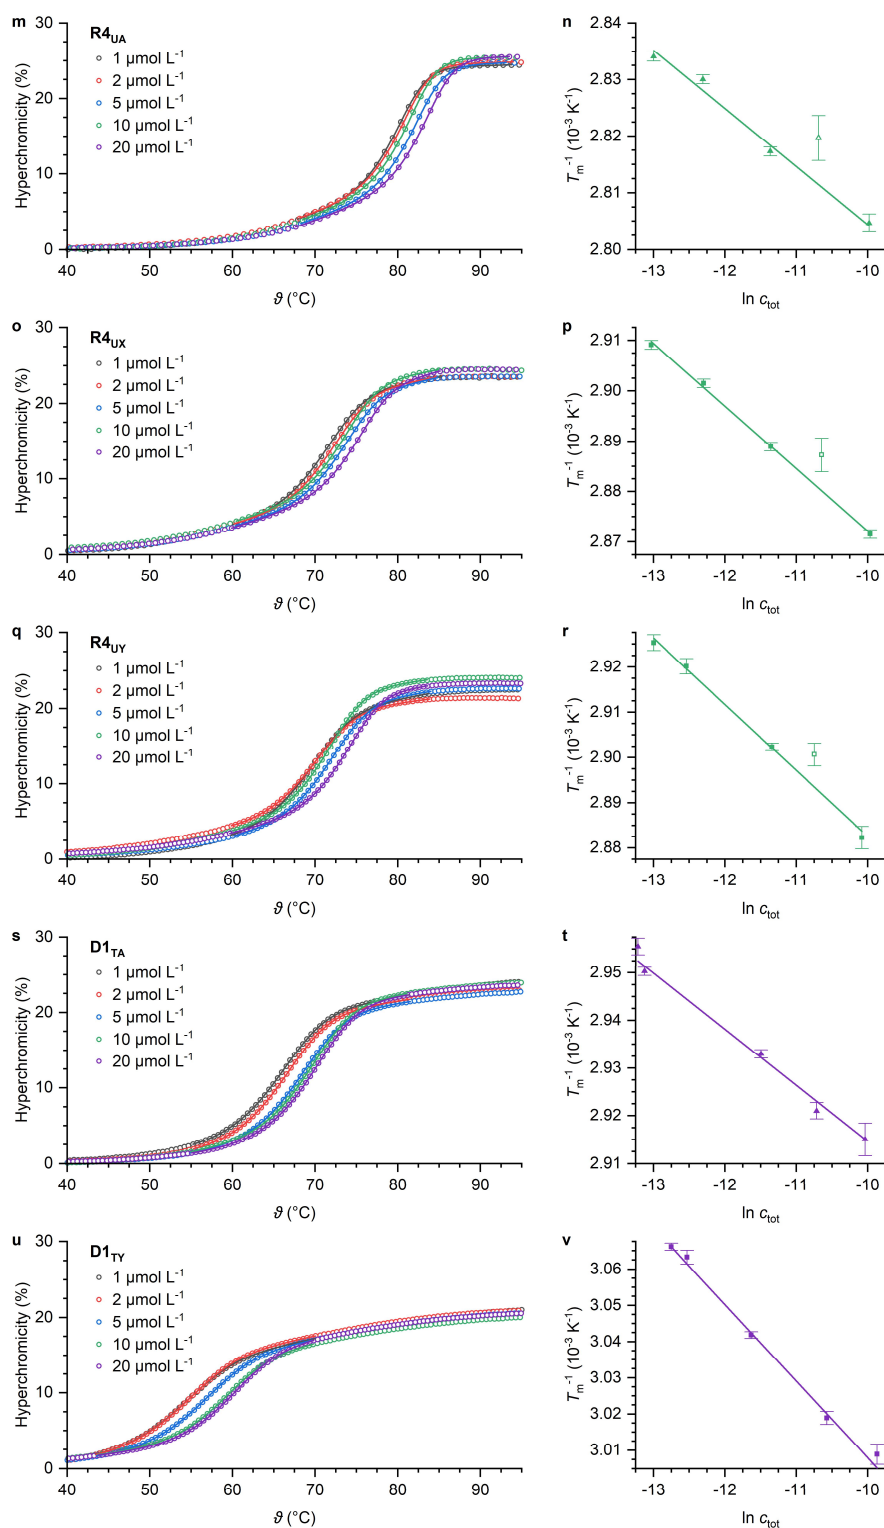 m
R4UA
1 µmol L-1
2 µmol L-1
5 µmol L-1
10 µmol L-1
20 µmol L-1
Hyperchromicity (%)
30
20
10
0
40 50 60 70 80 90
ϑ (°C)
n
Tm-1 (10-3 K-1)
2.84
2.83
2.82
2.81
2.80
-13 -12 -11 -10
ln ctot
o
R4UX
1 µmol L-1
2 µmol L-1
5 µmol L-1
10 µmol L-1
20 µmol L-1
Hyperchromicity (%)
30
20
10
0
40 50 60 70 80 90
ϑ (°C)
p
Tm-1 (10-3 K-1)
2.91
2.90
2.89
2.88
2.87
-13 -12 -11 -10
ln ctot
q
R4UY
1 µmol L-1
2 µmol L-1
5 µmol L-1
10 µmol L-1
20 µmol L-1
Hyperchromicity (%)
30
20
10
0
40 50 60 70 80 90
ϑ (°C)
r
Tm-1 (10-3 K-1)
2.92
2.91
2.90
2.89
2.88
-13 -12 -11 -10
ln ctot
s
D1TA
1 µmol L-1
2 µmol L-1
5 µmol L-1
10 µmol L-1
20 µmol L-1
Hyperchromicity (%)
30
20
10
0
40 50 60 70 80 90
ϑ (°C)
t
Tm-1 (10-3 K-1)
2.95
2.94
2.93
2.92
2.91
-13 -12 -11 -10
ln ctot
u
D1TY
1 µmol L-1
2 µmol L-1
5 µmol L-1
10 µmol L-1
20 µmol L-1
Hyperchromicity (%)
30
20
10
0
40 50 60 70 80 90
ϑ (°C)
v
Tm-1 (10-3 K-1)
3.06
3.05
3.04
3.03
3.02
3.01
-13 -12 -11 -10
ln ctot